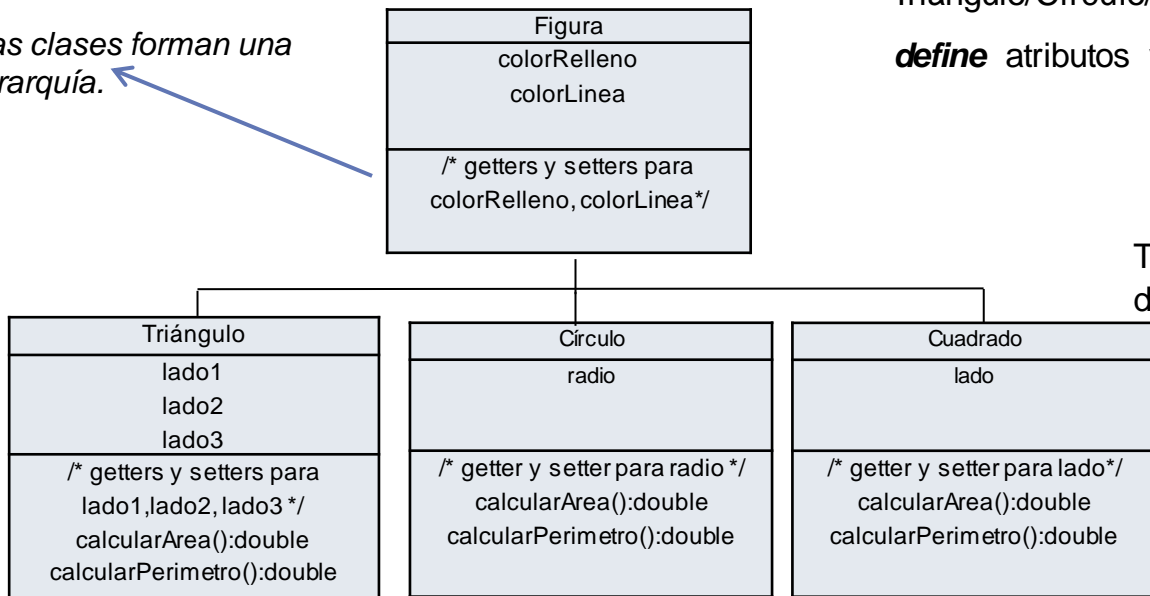 as clases forman una
rarquía.
define atributos
Figura
colorRelleno
colorLinea
/* getters y setters para
colorRelleno, colorLinea*/
Triángulo
lado1
lado2
lado3
/* getters y setters para
lado1,lado2, lado3 */
calcularArea():double
calcularPerimetro():double
Círculo
radio
/* getter y setter para radio */
calcularArea():double
calcularPerimetro():double
Cuadrado
lado
/* getter y setter para lado*/
calcularArea():double
calcularPerimetro():double